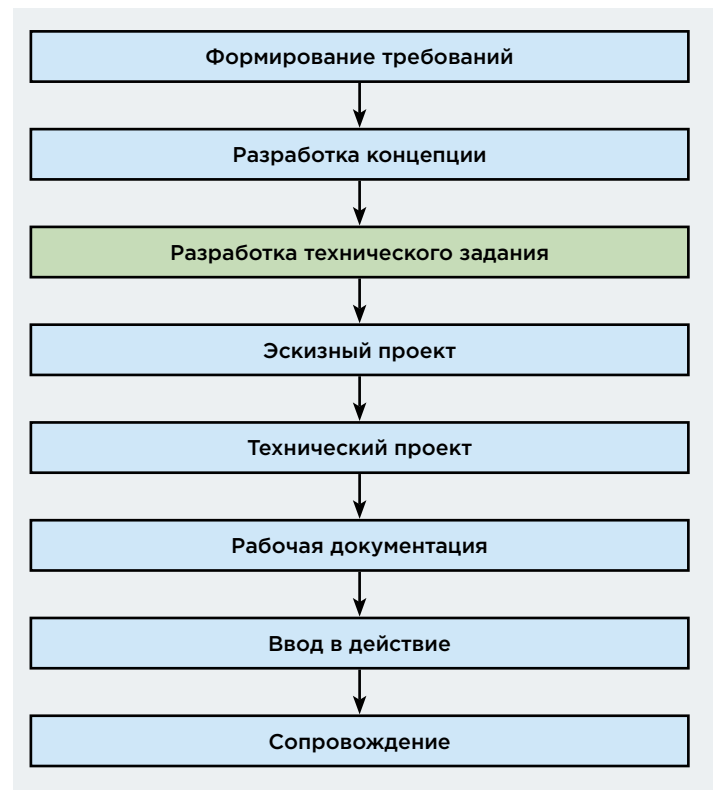 Формирование требований
Разработка концепции
Разработка технического задания
Эскизный проект
Технический проект
Рабочая документация
Ввод в действие
Сопровождение